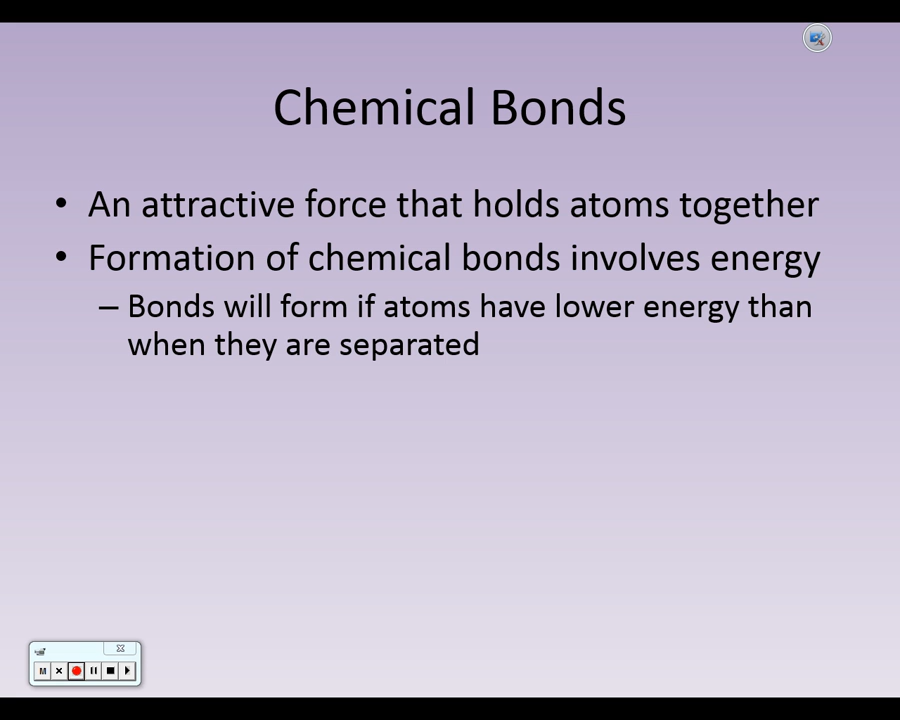 Chemical Bonds
• An attractive force that holds atoms together
• Formation of chemical bonds involves energy
– Bonds will form if atoms have lower energy than
when they are separated
M